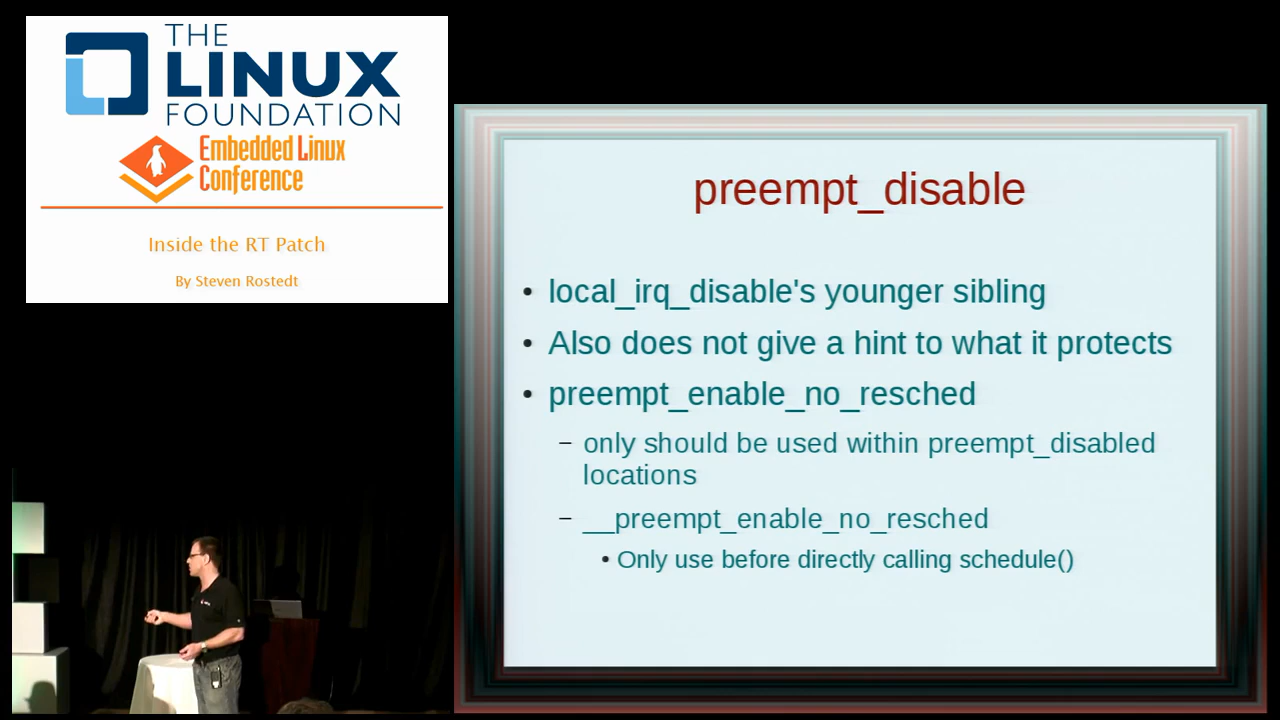 THE
LINUX
FOUNDATION
Embedded Linux
Conference
Inside the RT Patch
By Steven Rostedt
preempt_disable
• local_irq_disable's younger sibling
• Also does not give a hint to what it protects
• preempt_enable_no_resched
– only should be used within preempt_disabled
locations
– __preempt_enable_no_resched
• Only use before directly calling schedule()